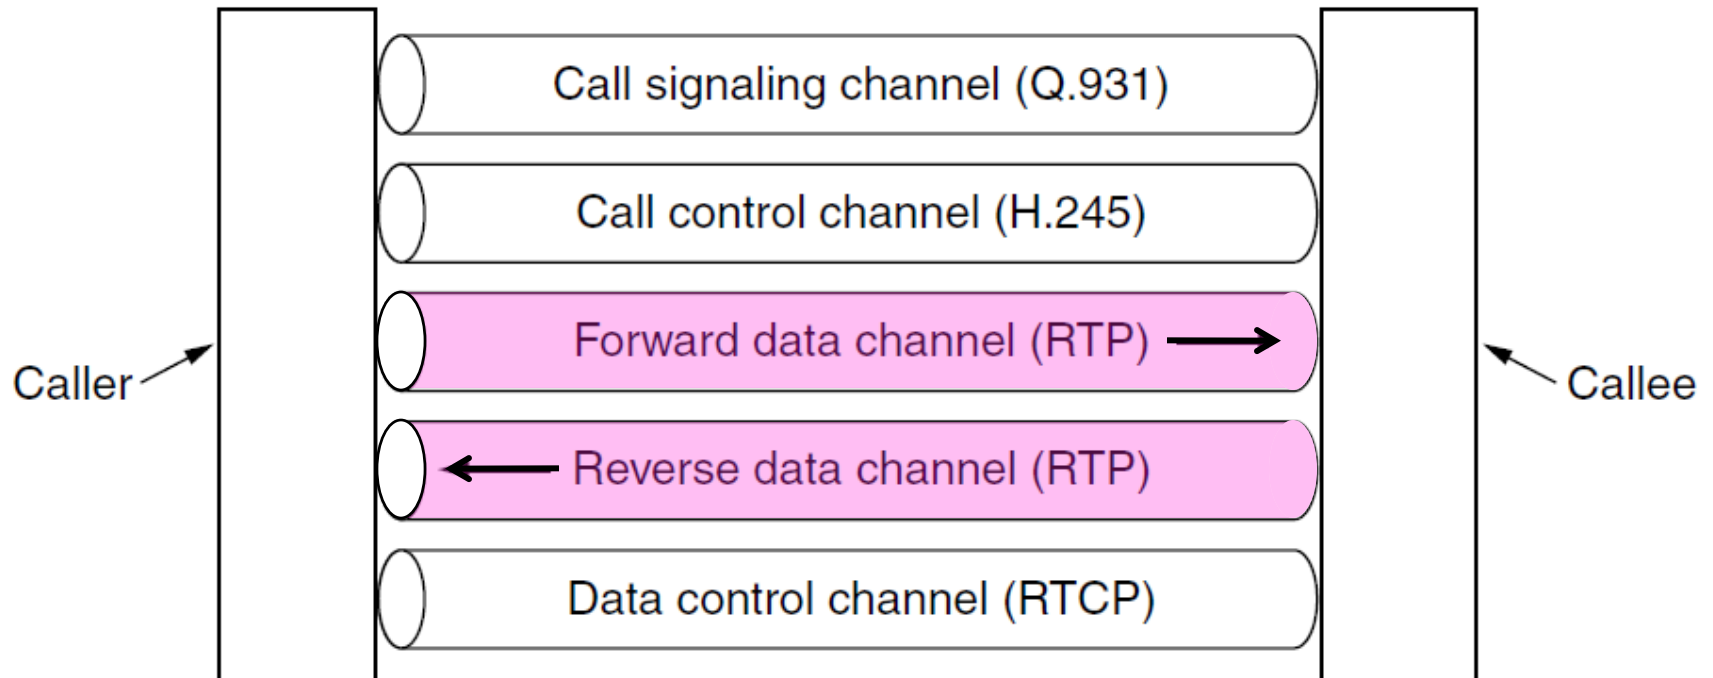 Call signaling channel (Q.931)
Call control channel (H.245)
Forward data channel (RTP)
Caller
Callee
Reverse data channel (RTP)
Data control channel (RTCP)